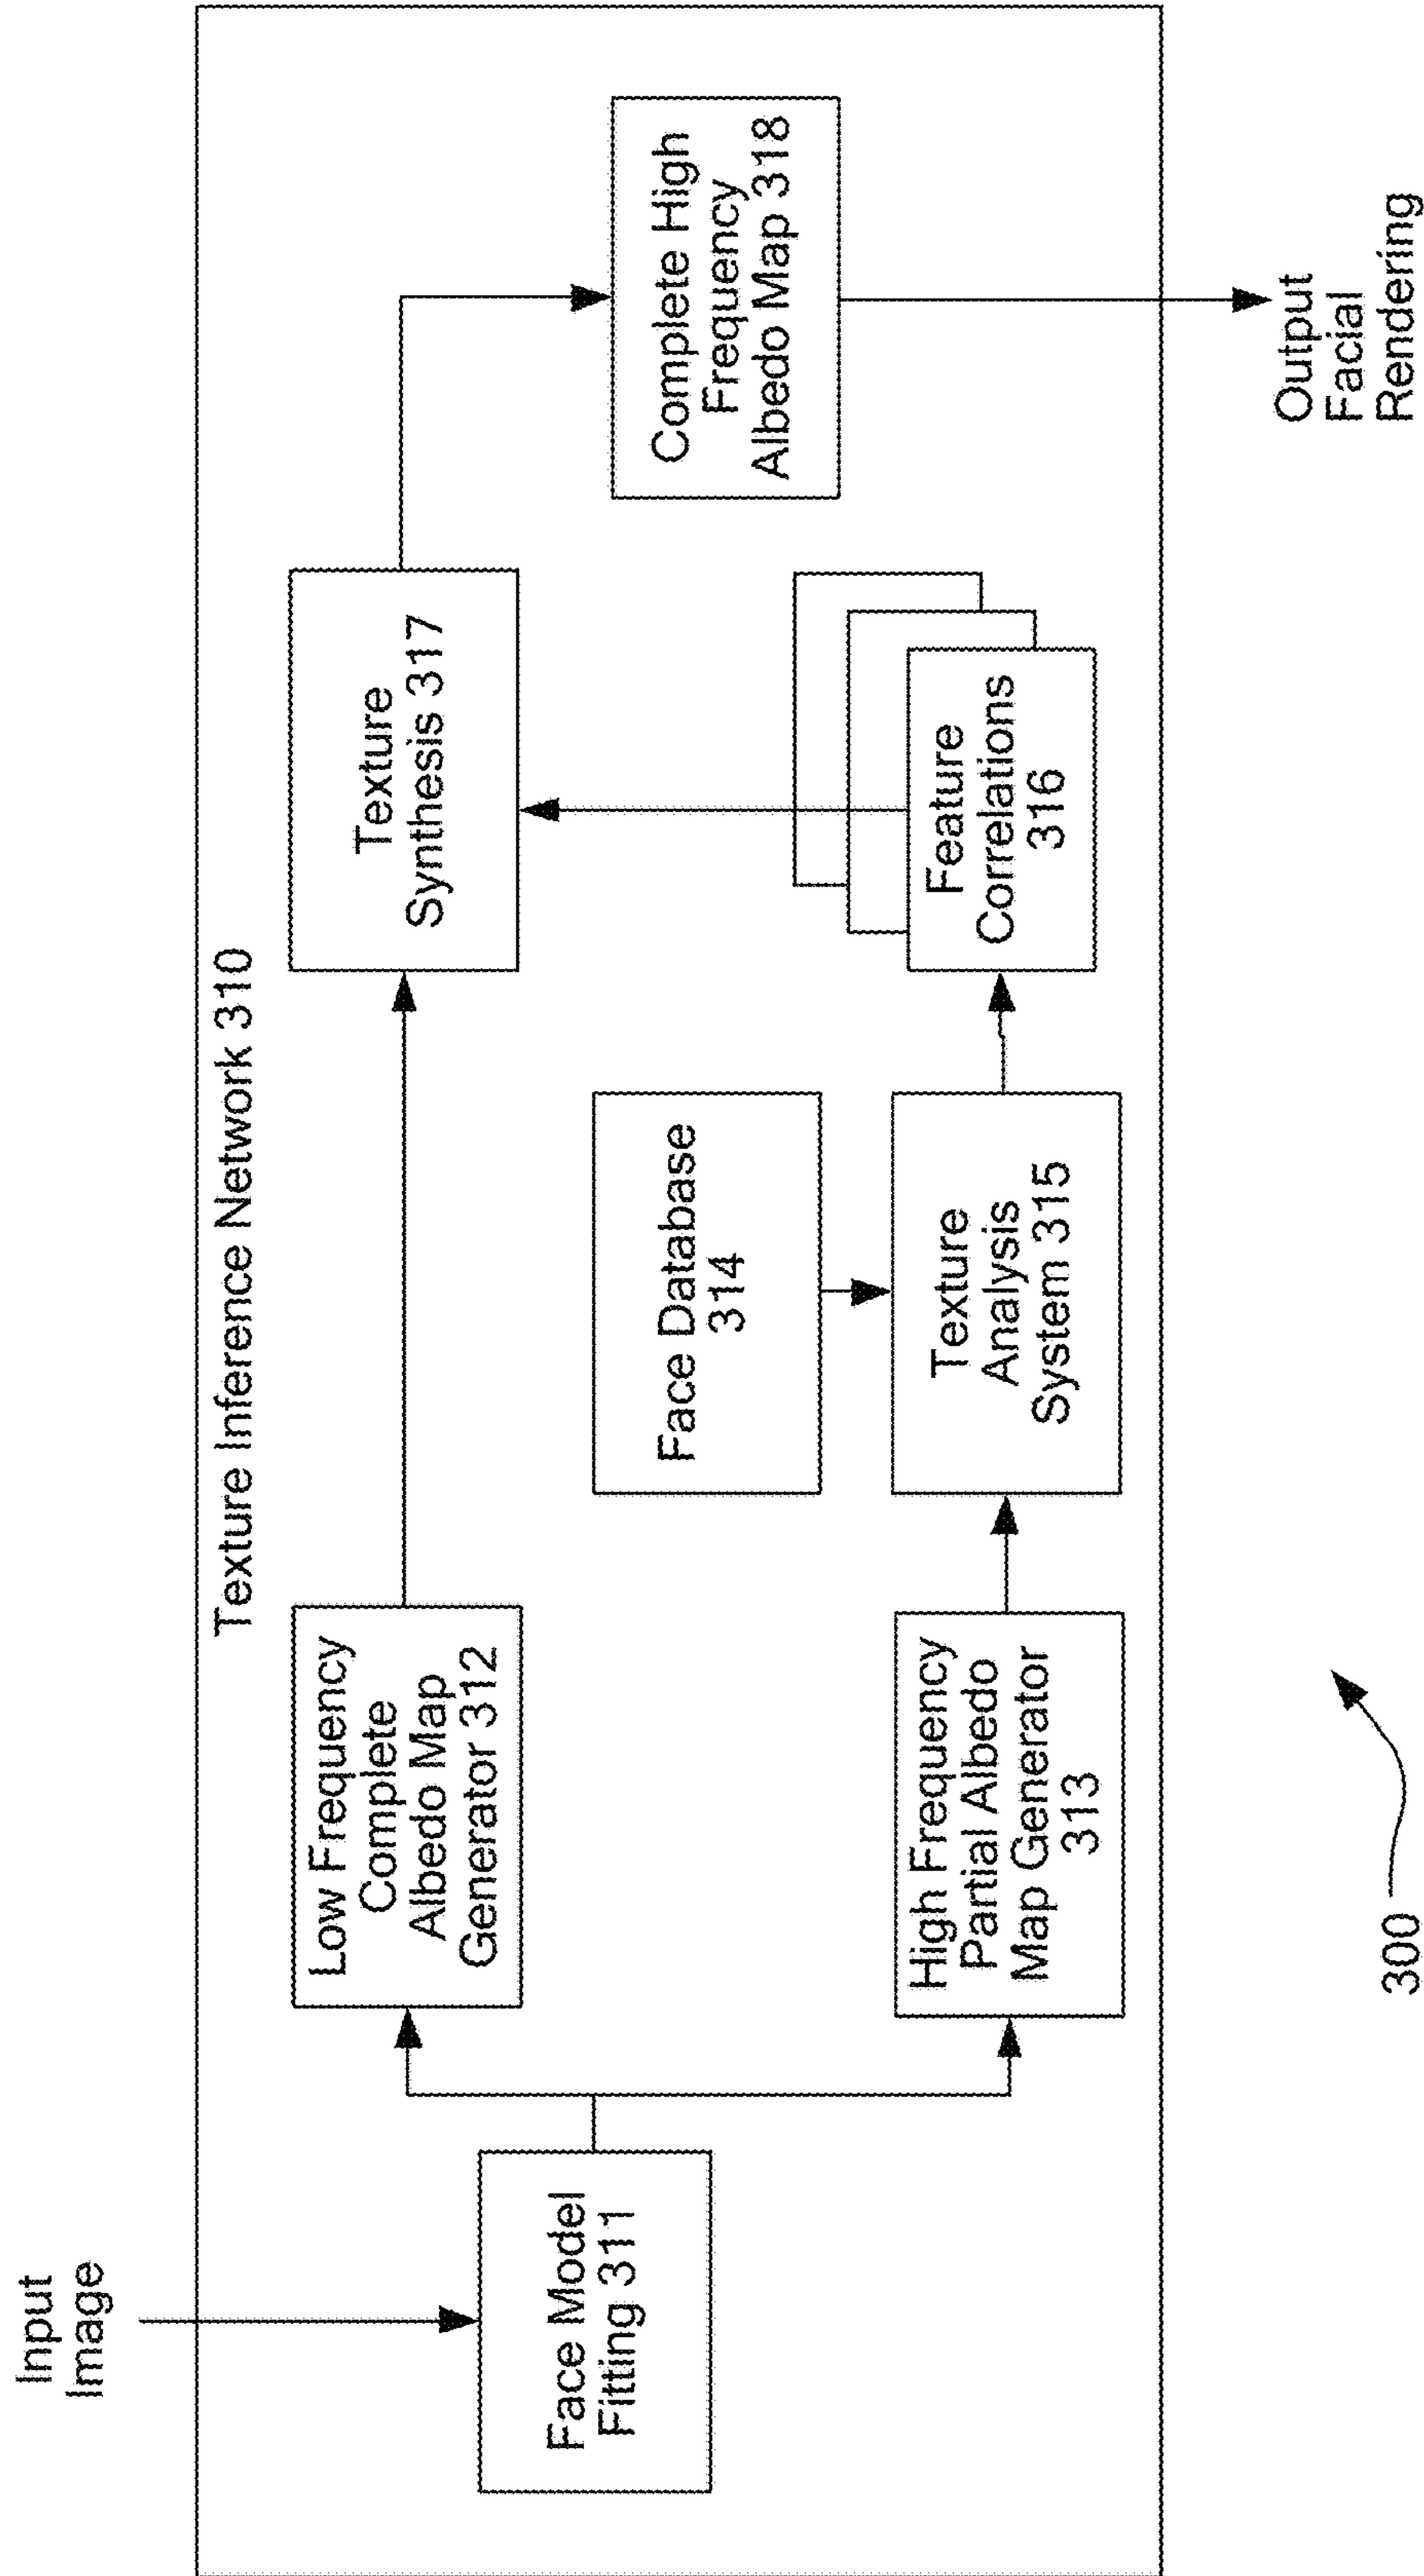 Input
Image
Texture Inference Network 310
Face Model
Fitting 311
Low Frequency
Complete
Albedo Map
Generator 312
High Frequency
Partial Albedo
Map Generator
313
Face Database
314
Texture
Analysis
System 315
Feature
Correlations
316
Texture
Synthesis 317
Complete High
Frequency
Albedo Map 318
Output
Facial
Rendering
300